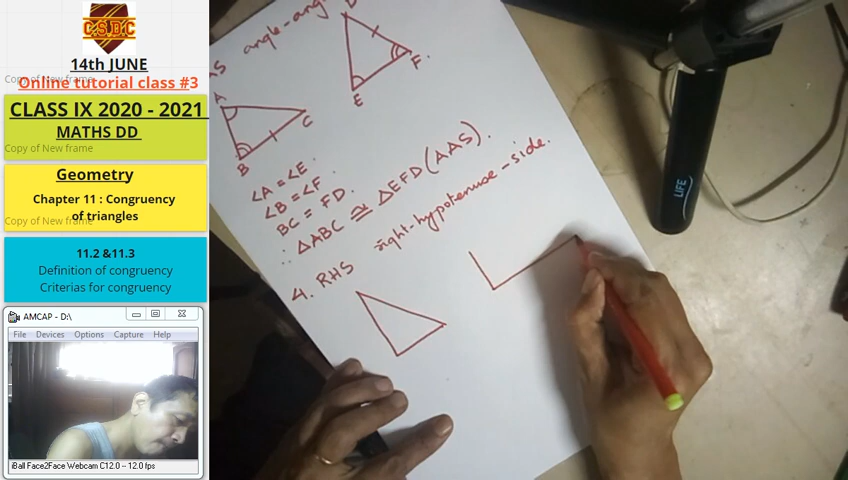 CSDC
14th JUNE
Copy of New frame
Online tutorial class #3
CLASS IX 2020 - 2021
MATHS DD
Copy of New frame
Geometry
Chapter 11 : Congruency
of triangles
Copy of New frame
11.2 &11.3
Definition of congruency
Criterias for congruency
AMCAP - D:\
File Devices Options Capture Help
iBall Face2Face Webcam C12.0 -- 12.0 fps
AS angle-ang
D
F.
E
A
C
B
∠A = ∠E.
∠B = ∠F.
BC = FD.
∴ △ABC ≅ △EFD (AAS).
4. RHS right-hypotenuse-side.
LIFE